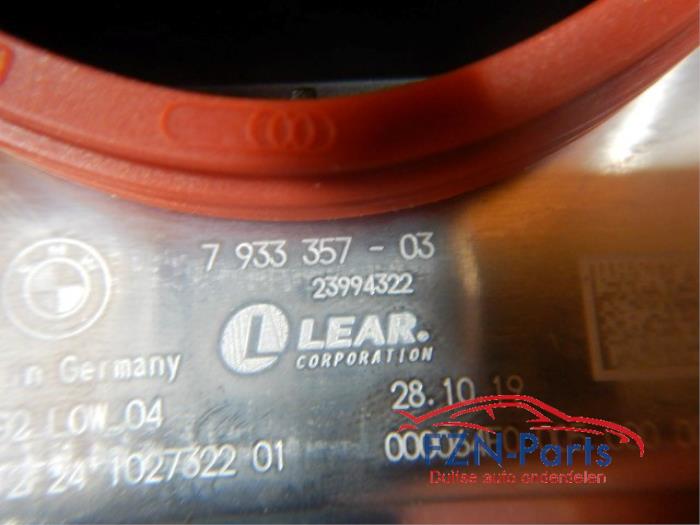 7 933 357 - 03
23994322
BMW
LEAR.
CORPORATION
in Germany
28.10.19
LOW_04
24 1027322 01
FZN-Parts
Duitse auto onderdelen